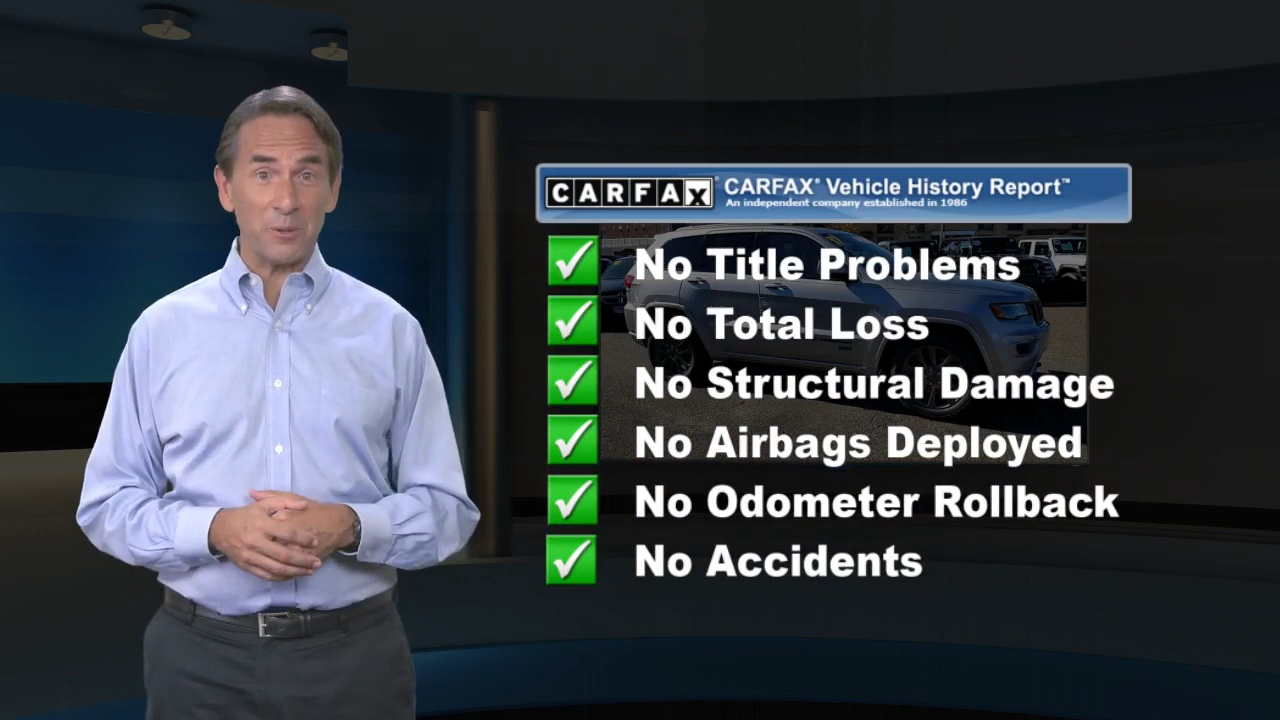 CARFAX® CARFAX® Vehicle History Report™
An independent company established in 1986
No Title Problems
No Total Loss
No Structural Damage
No Airbags Deployed
No Odometer Rollback
No Accidents